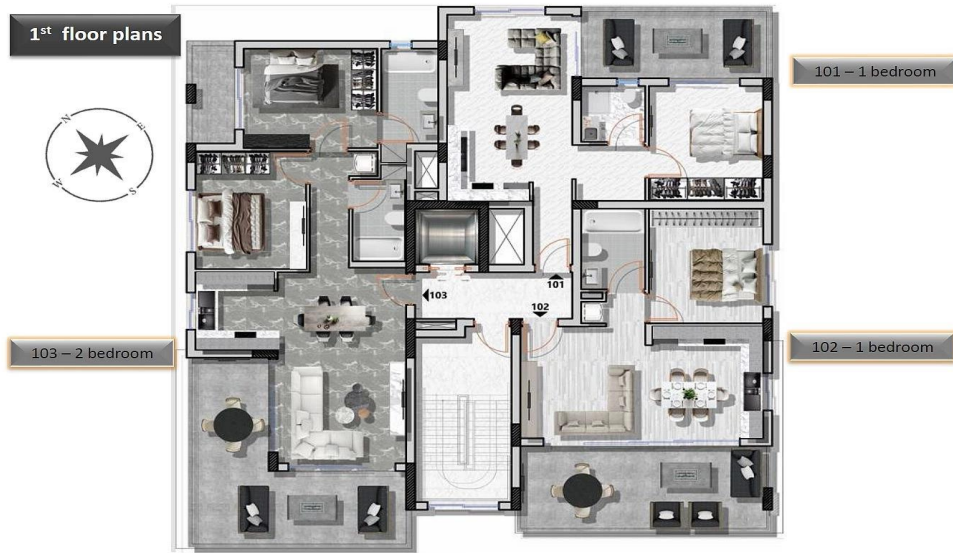 1st floor plans
101 – 1 bedroom
N
E
W
S
101
103
102
103 – 2 bedroom
102 – 1 bedroom